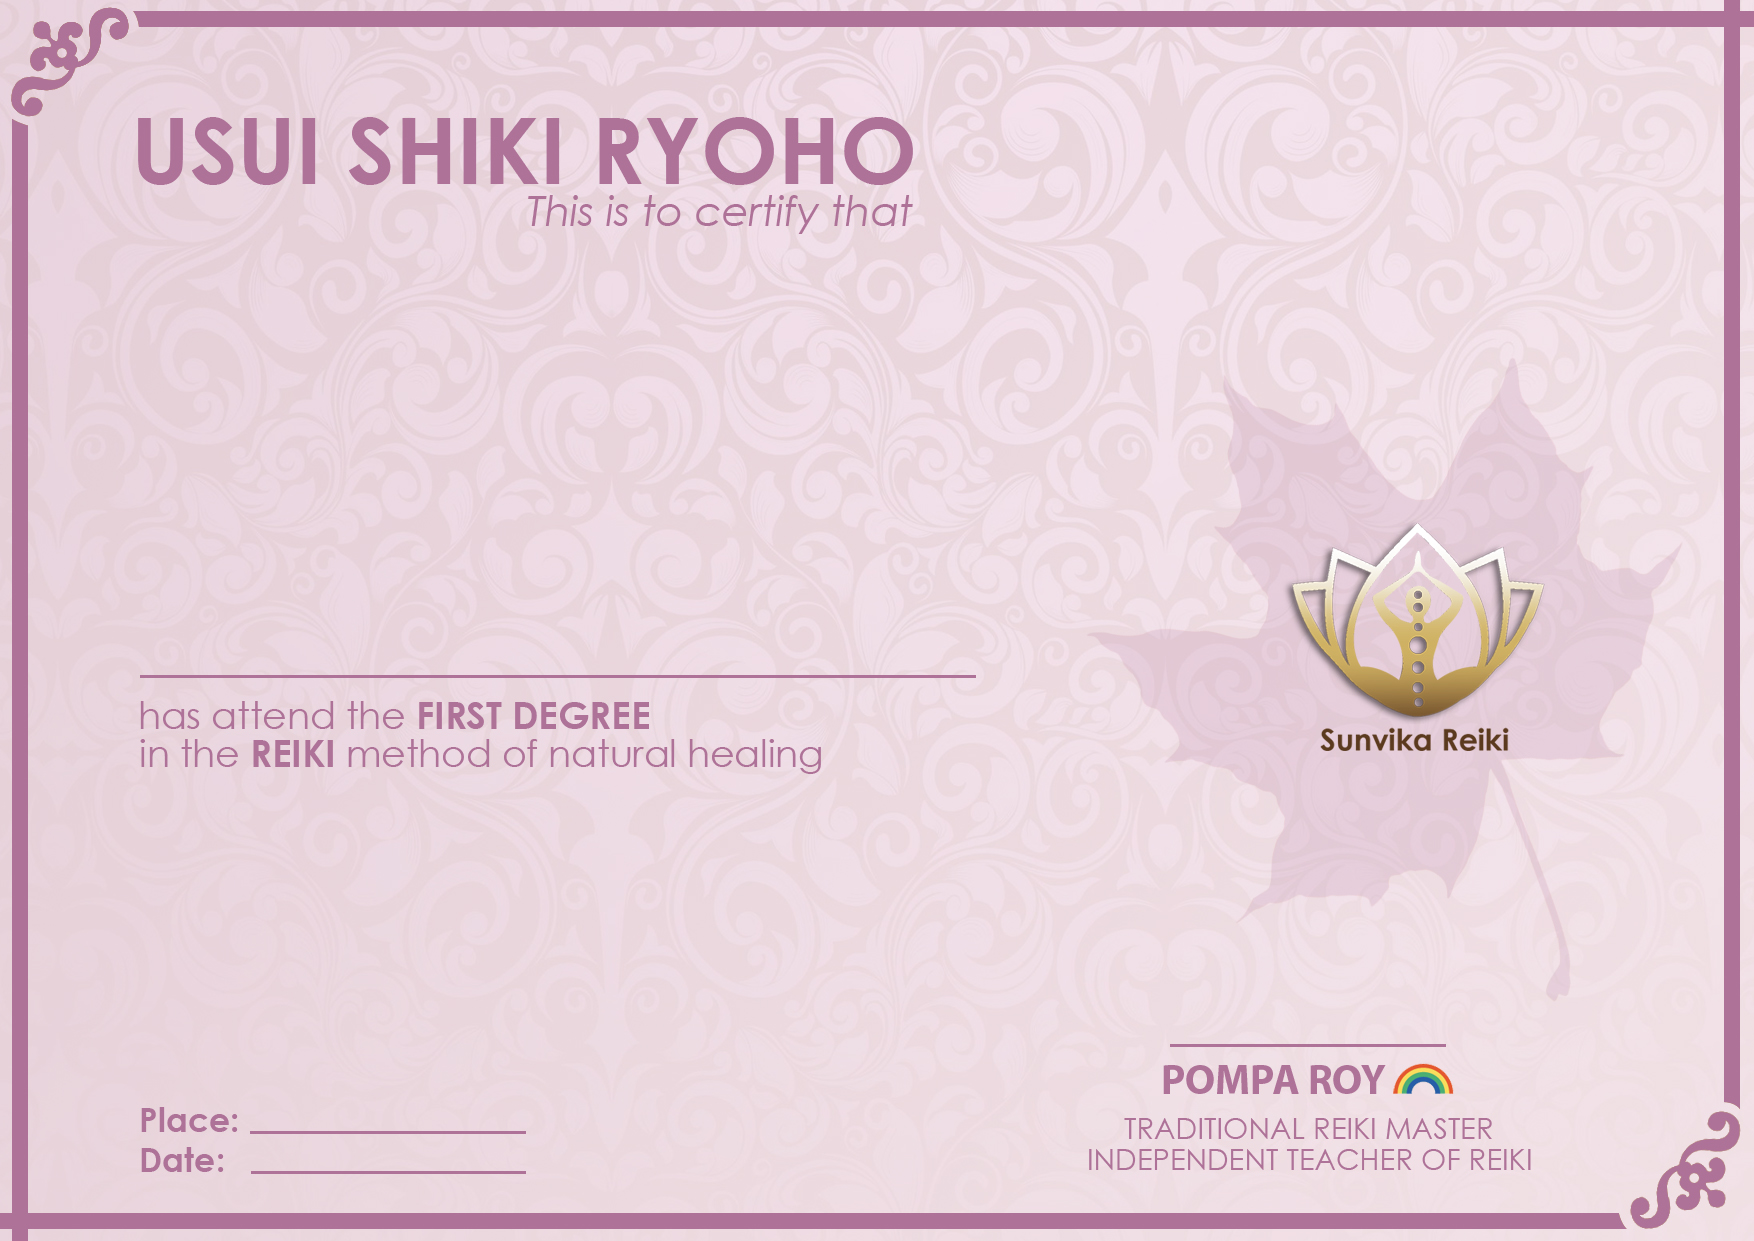 USUI SHIKI RYOHO
This is to certify that
has attend the FIRST DEGREE
in the REIKI method of natural healing
Sunvika Reiki
POMPA ROY
TRADITIONAL REIKI MASTER
INDEPENDENT TEACHER OF REIKI
Place:
Date: